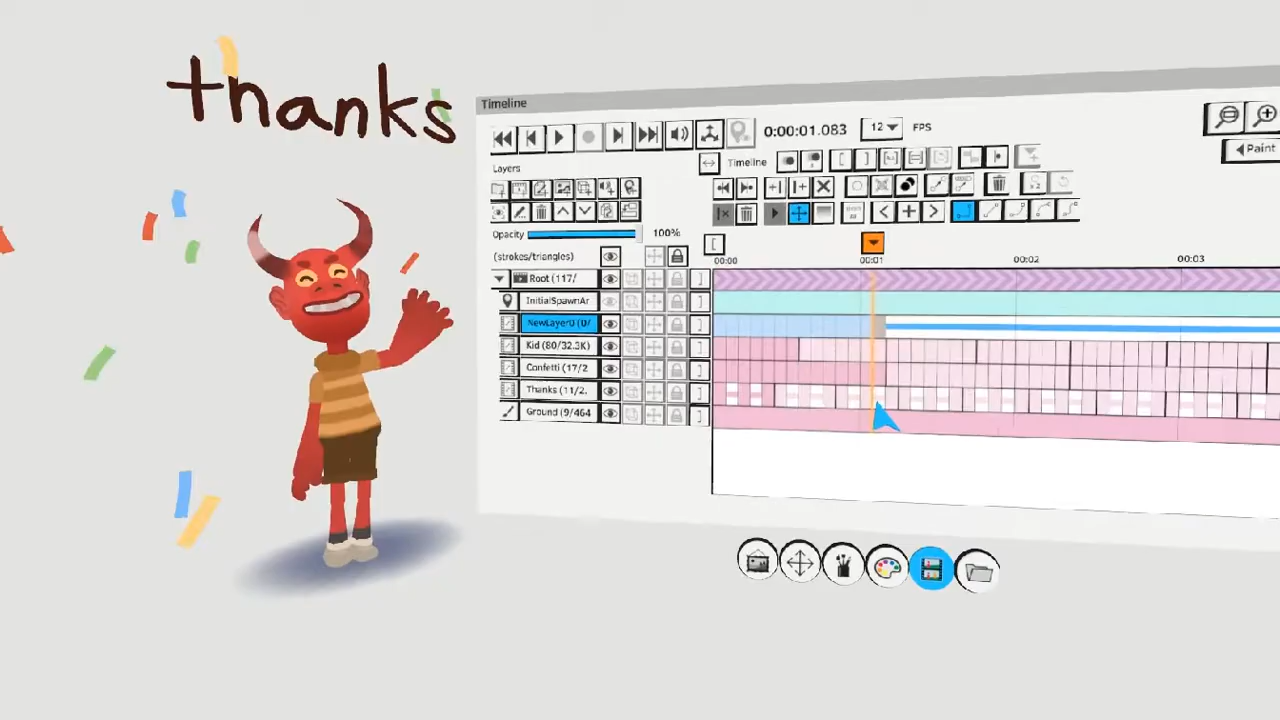 thanks
Timeline
0:00:01.083
12
FPS
Paint
Layers
Timeline
Opacity
100%
(strokes/triangles)
00:00
00:01
00:02
00:03
Root (117/
InitialSpawnAr
NewLayer0 (0/
Kid (80/32.3K)
Confetti (17/2
Thanks (11/2.
Ground (9/464